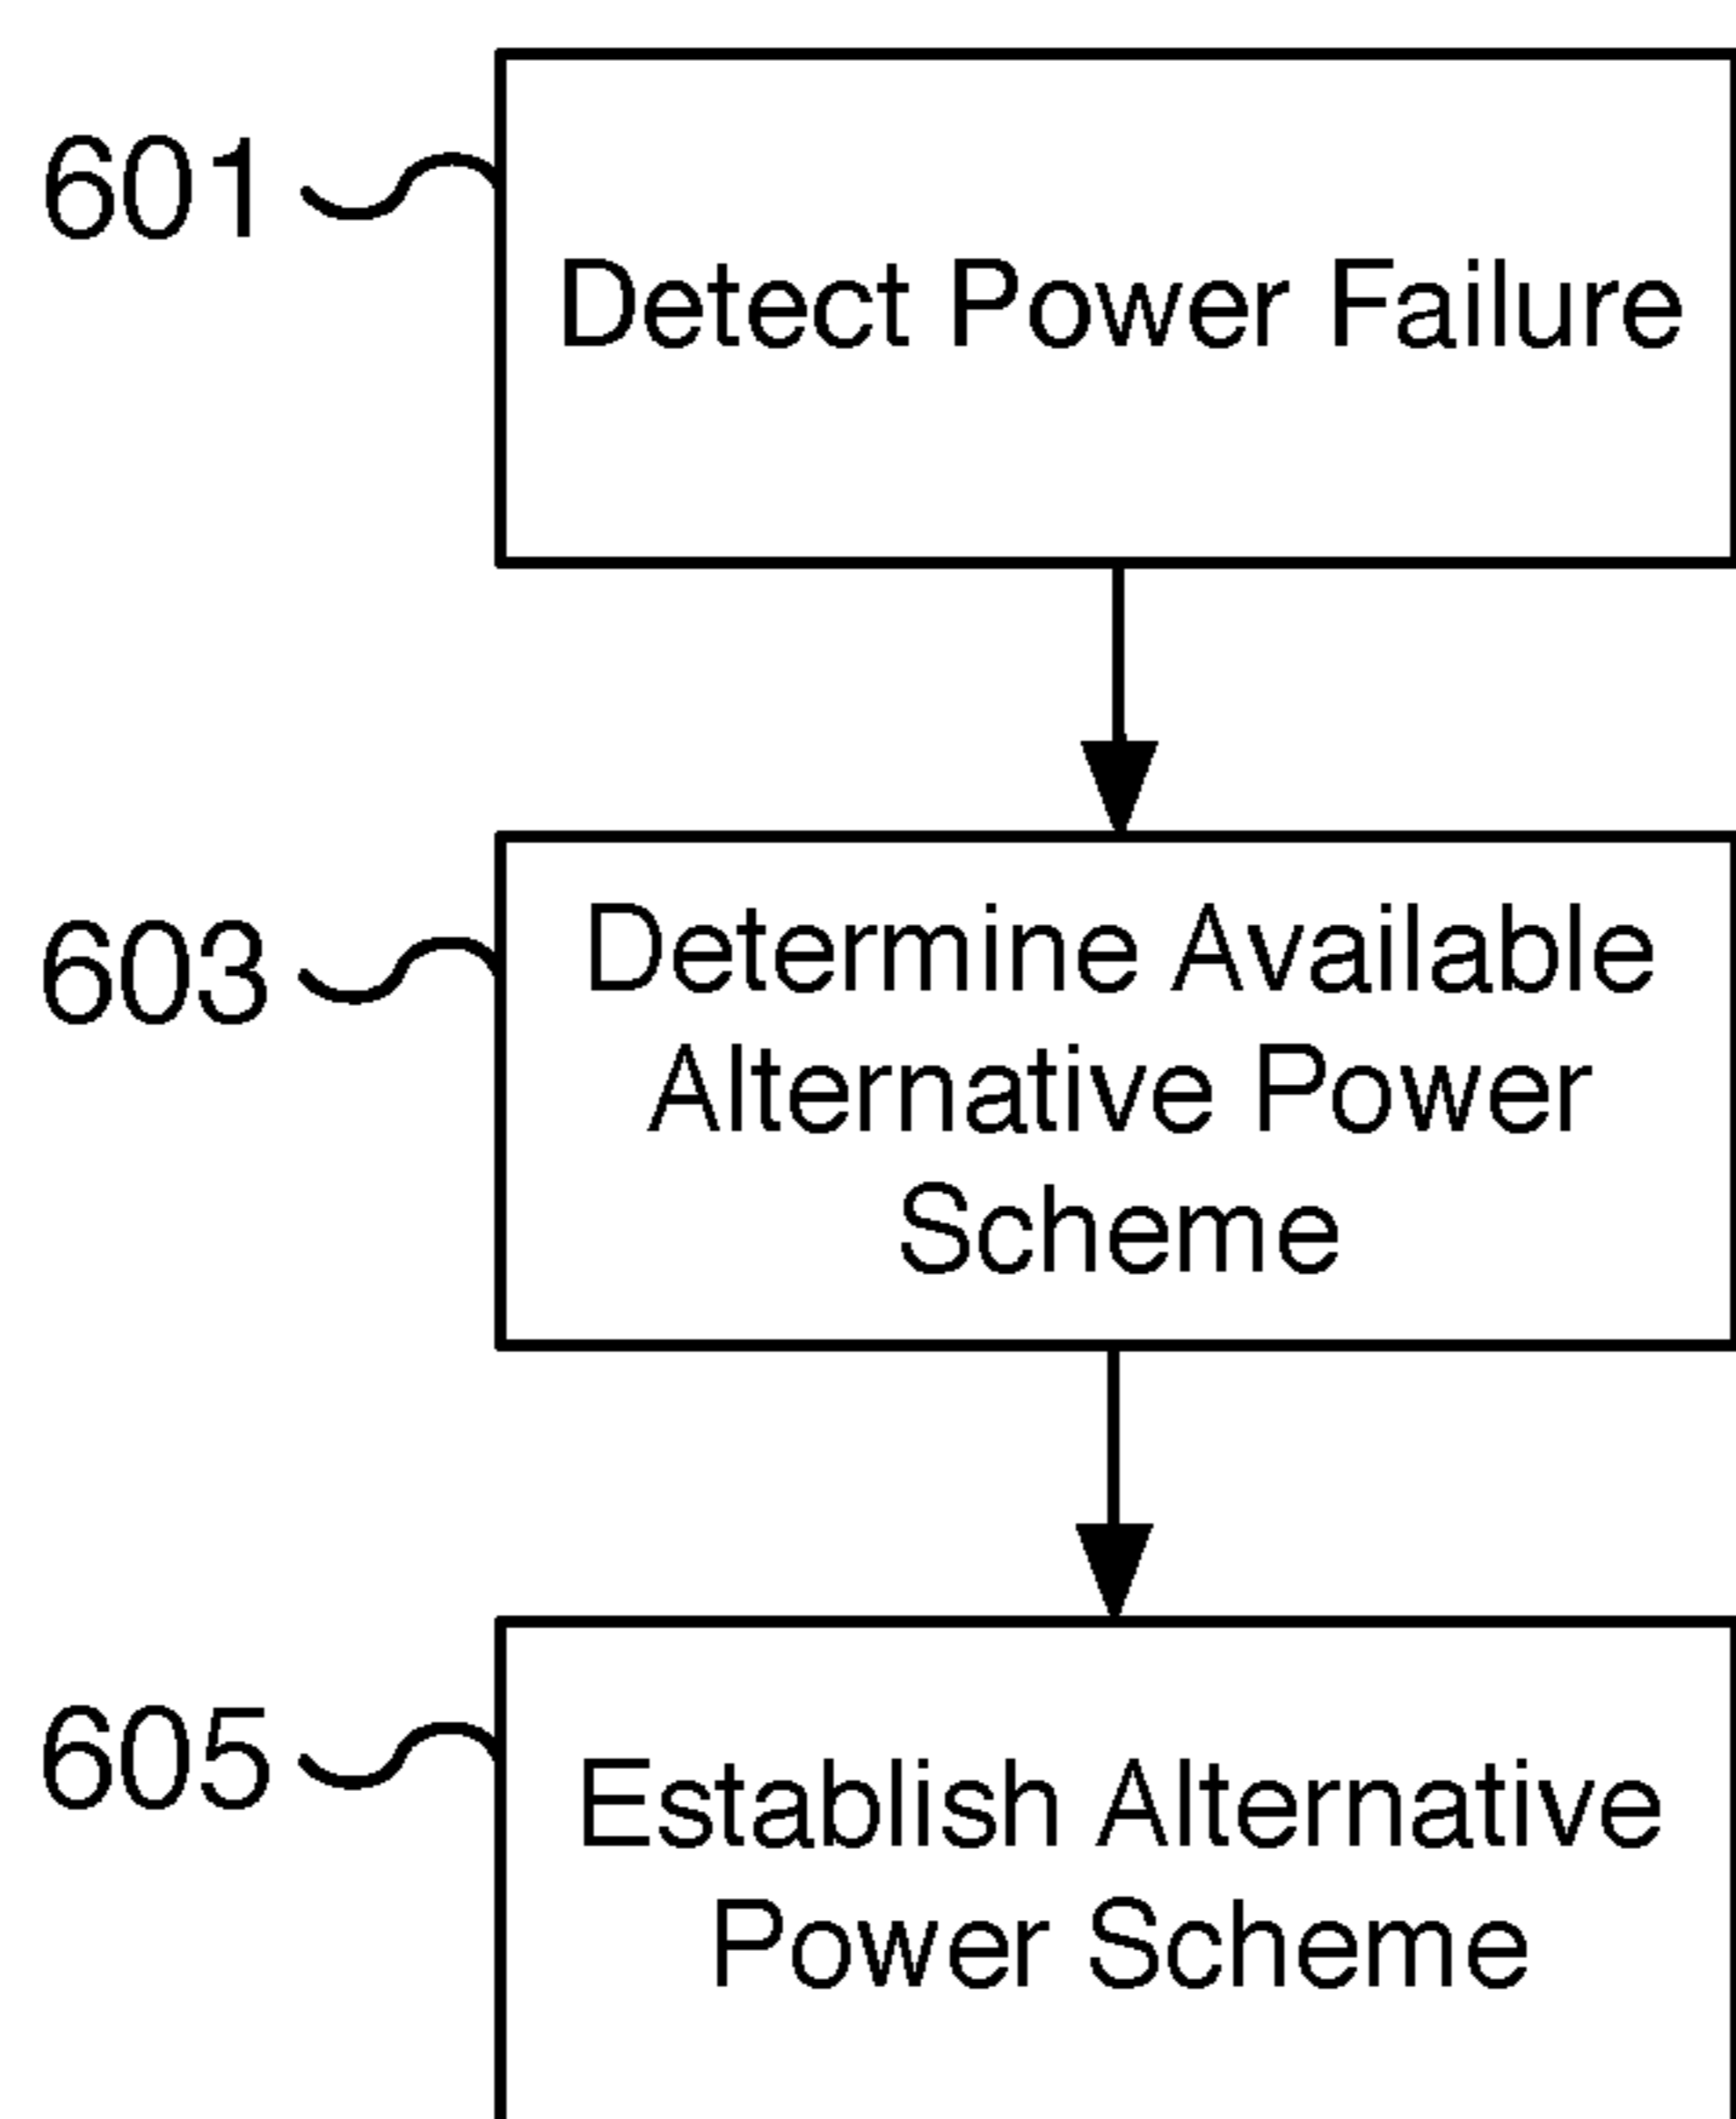 601
Detect Power Failure
603
Determine Available
Alternative Power
Scheme
605
Establish Alternative
Power Scheme